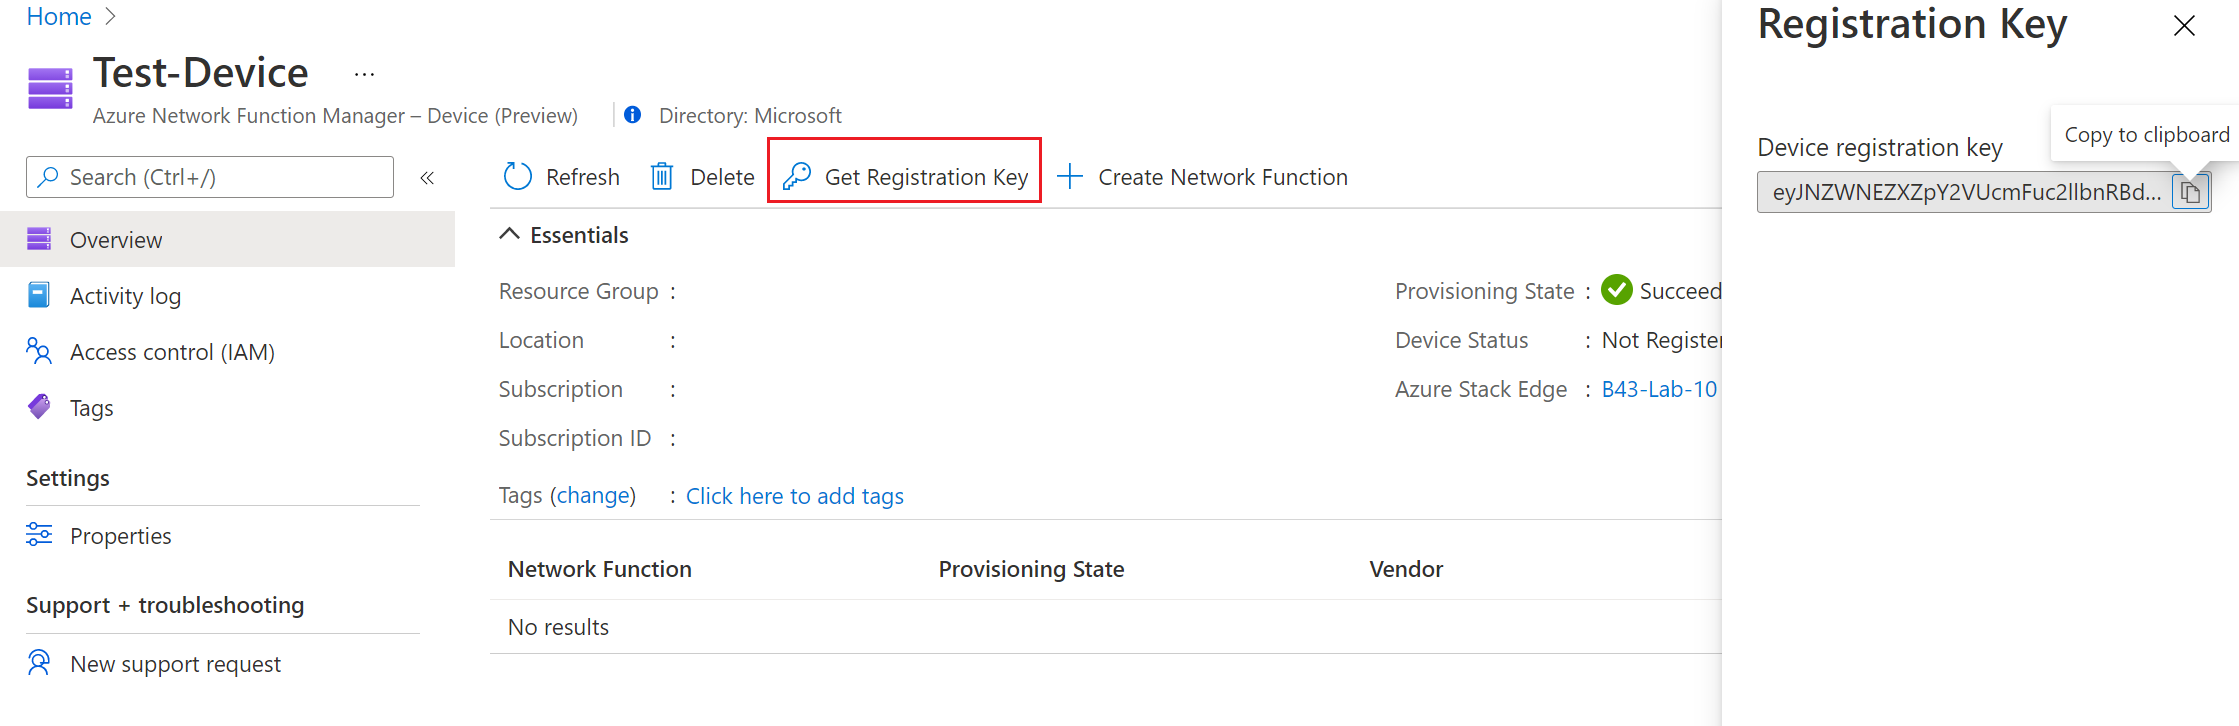 Home
Test-Device
...
Azure Network Function Manager – Device (Preview)
Directory: Microsoft
Search (Ctrl+/)
«
Overview
Activity log
Access control (IAM)
Tags
Settings
Properties
Support + troubleshooting
New support request
Refresh
Delete
Get Registration Key
Create Network Function
Essentials
Resource Group :
Location :
Subscription :
Subscription ID :
Tags (change) : Click here to add tags
Provisioning State : Succeed
Device Status : Not Register
Azure Stack Edge : B43-Lab-10
Network Function Provisioning State Vendor
No results
Registration Key
Copy to clipboard
Device registration key
eyJNZWNEZXZpY2VUcmFuc2llbnRBd...